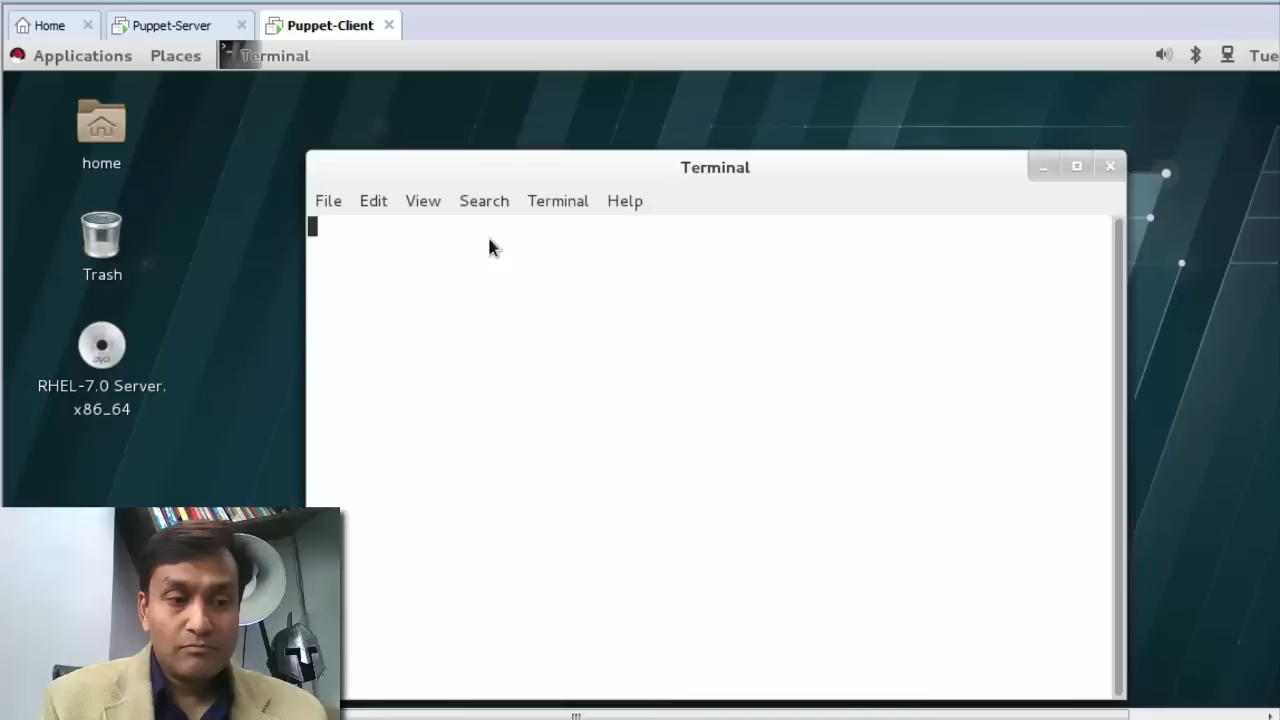 Home
Puppet-Server
Puppet-Client
Applications Places Terminal
Tue
home
Trash
RHEL-7.0 Server.
x86_64
Terminal
File Edit View Search Terminal Help